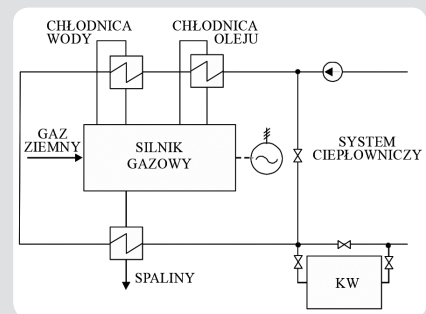 CHŁODNICA
WODY
CHŁODNICA
OLEJU
GAZ
ZIEMNY
SILNIK
GAZOWY
SYSTEM
CIEPŁOWNICZY
SPALINY
KW